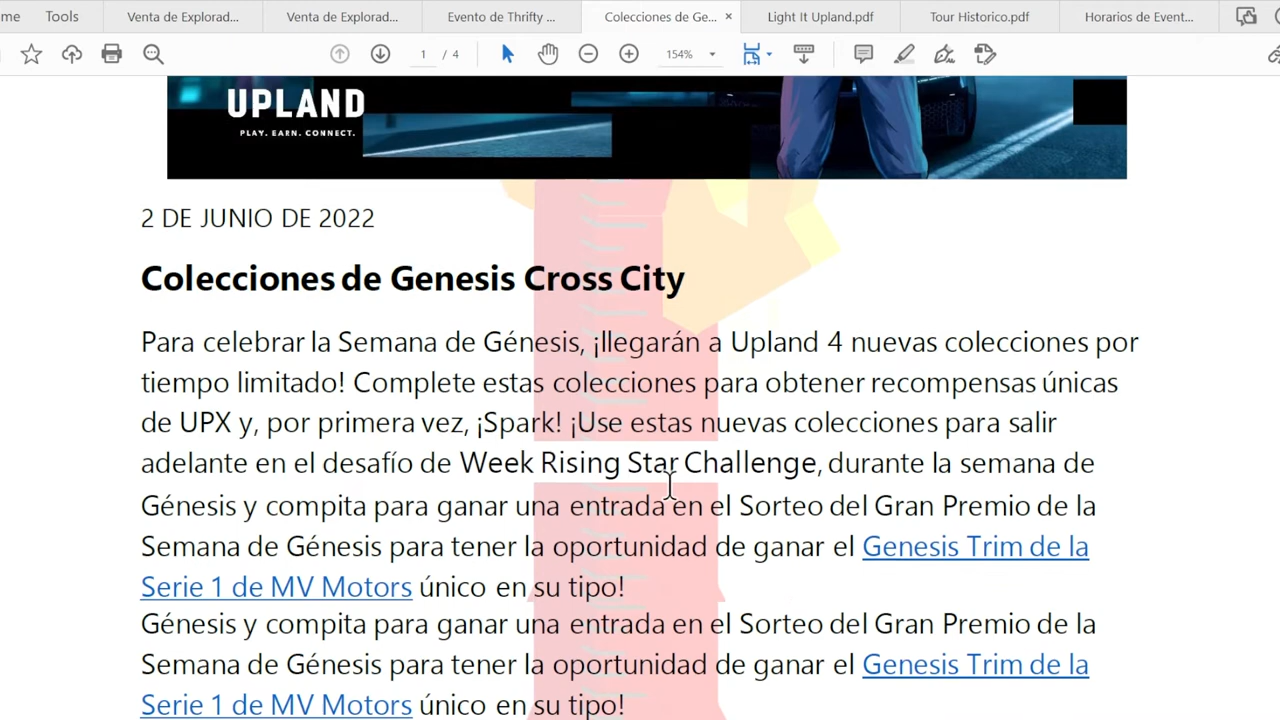 ome
Tools
Venta de Explorad...
Venta de Explorad...
Evento de Thrifty ...
Colecciones de Ge... ×
Light It Upland.pdf
Tour Historico.pdf
Horarios de Event...
1 / 4
154%
UPLAND
PLAY. EARN. CONNECT.
2 DE JUNIO DE 2022
Colecciones de Genesis Cross City
Para celebrar la Semana de Génesis, ¡llegarán a Upland 4 nuevas colecciones por
tiempo limitado! Complete estas colecciones para obtener recompensas únicas
de UPX y, por primera vez, ¡Spark! ¡Use estas nuevas colecciones para salir
adelante en el desafío de Week Rising Star Challenge, durante la semana de
Génesis y compita para ganar una entrada en el Sorteo del Gran Premio de la
Semana de Génesis para tener la oportunidad de ganar el Genesis Trim de la
Serie 1 de MV Motors único en su tipo!
Génesis y compita para ganar una entrada en el Sorteo del Gran Premio de la
Semana de Génesis para tener la oportunidad de ganar el Genesis Trim de la
Serie 1 de MV Motors único en su tipo!